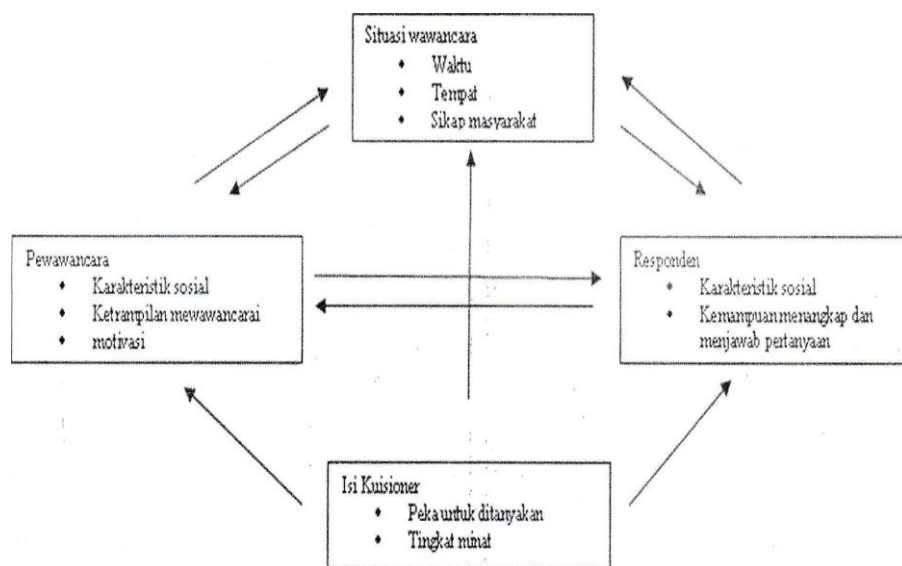 Situasi wawancara
♦ Waktu
♦ Tempat
♦ Sikap masyarakat
Pewawancara
♦ Karakteristik sosial
♦ Ketrampilan mewawancarai
♦ motivasi
Responden
♦ Karakteristik sosial
♦ Kemampuan menangkap dan
menjawab pertanyaan
Isi Kuisioner
♦ Peka untuk ditanyakan
♦ Tingkat minat